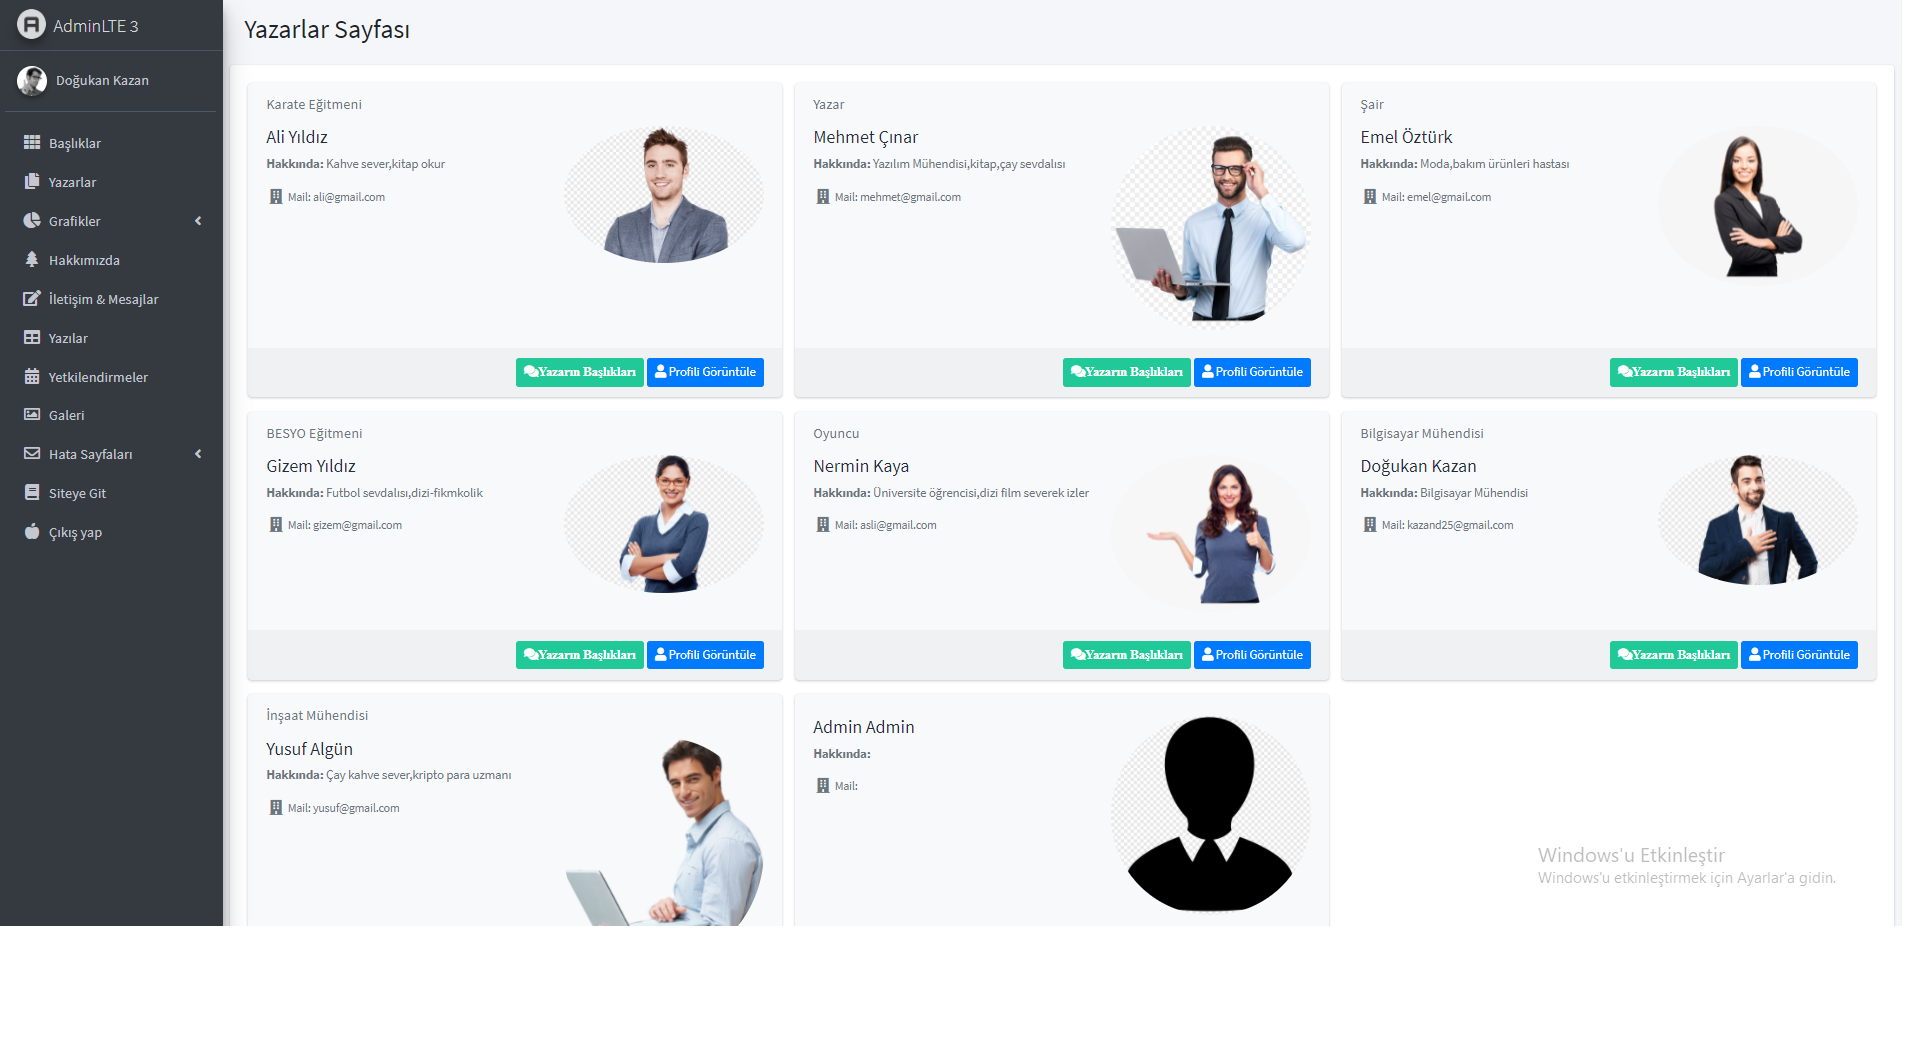 AdminLTE 3
Doğukan Kazan
Başlıklar
Yazarlar
Grafikler
Hakkımızda
İletişim & Mesajlar
Yazılar
Yetkilendirmeler
Galeri
Hata Sayfaları
Siteye Git
Çıkış yap
Yazarlar Sayfası
Karate Eğitmeni
Ali Yıldız
Hakkında: Kahve sever,kitap okur
Mail: ali@gmail.com
Yazarın Başlıkları Profili Görüntüle
Yazar
Mehmet Çınar
Hakkında: Yazılım Mühendisi,kitap,çay sevdalısı
Mail: mehmet@gmail.com
Yazarın Başlıkları Profili Görüntüle
Şair
Emel Öztürk
Hakkında: Moda,bakım ürünleri hastası
Mail: emel@gmail.com
Yazarın Başlıkları Profili Görüntüle
BESYO Eğitmeni
Gizem Yıldız
Hakkında: Futbol sevdalısı,dizi-fikmkolik
Mail: gizem@gmail.com
Yazarın Başlıkları Profili Görüntüle
Oyuncu
Nermin Kaya
Hakkında: Üniversite öğrencisi,dizi film severek izler
Mail: asli@gmail.com
Yazarın Başlıkları Profili Görüntüle
Bilgisayar Mühendisi
Doğukan Kazan
Hakkında: Bilgisayar Mühendisi
Mail: kazand25@gmail.com
Yazarın Başlıkları Profili Görüntüle
İnşaat Mühendisi
Yusuf Algün
Hakkında: Çay kahve sever,kripto para uzmanı
Mail: yusuf@gmail.com
Admin Admin
Hakkında:
Mail:
Windows'u Etkinleştir
Windows'u etkinleştirmek için Ayarlar'a gidin.